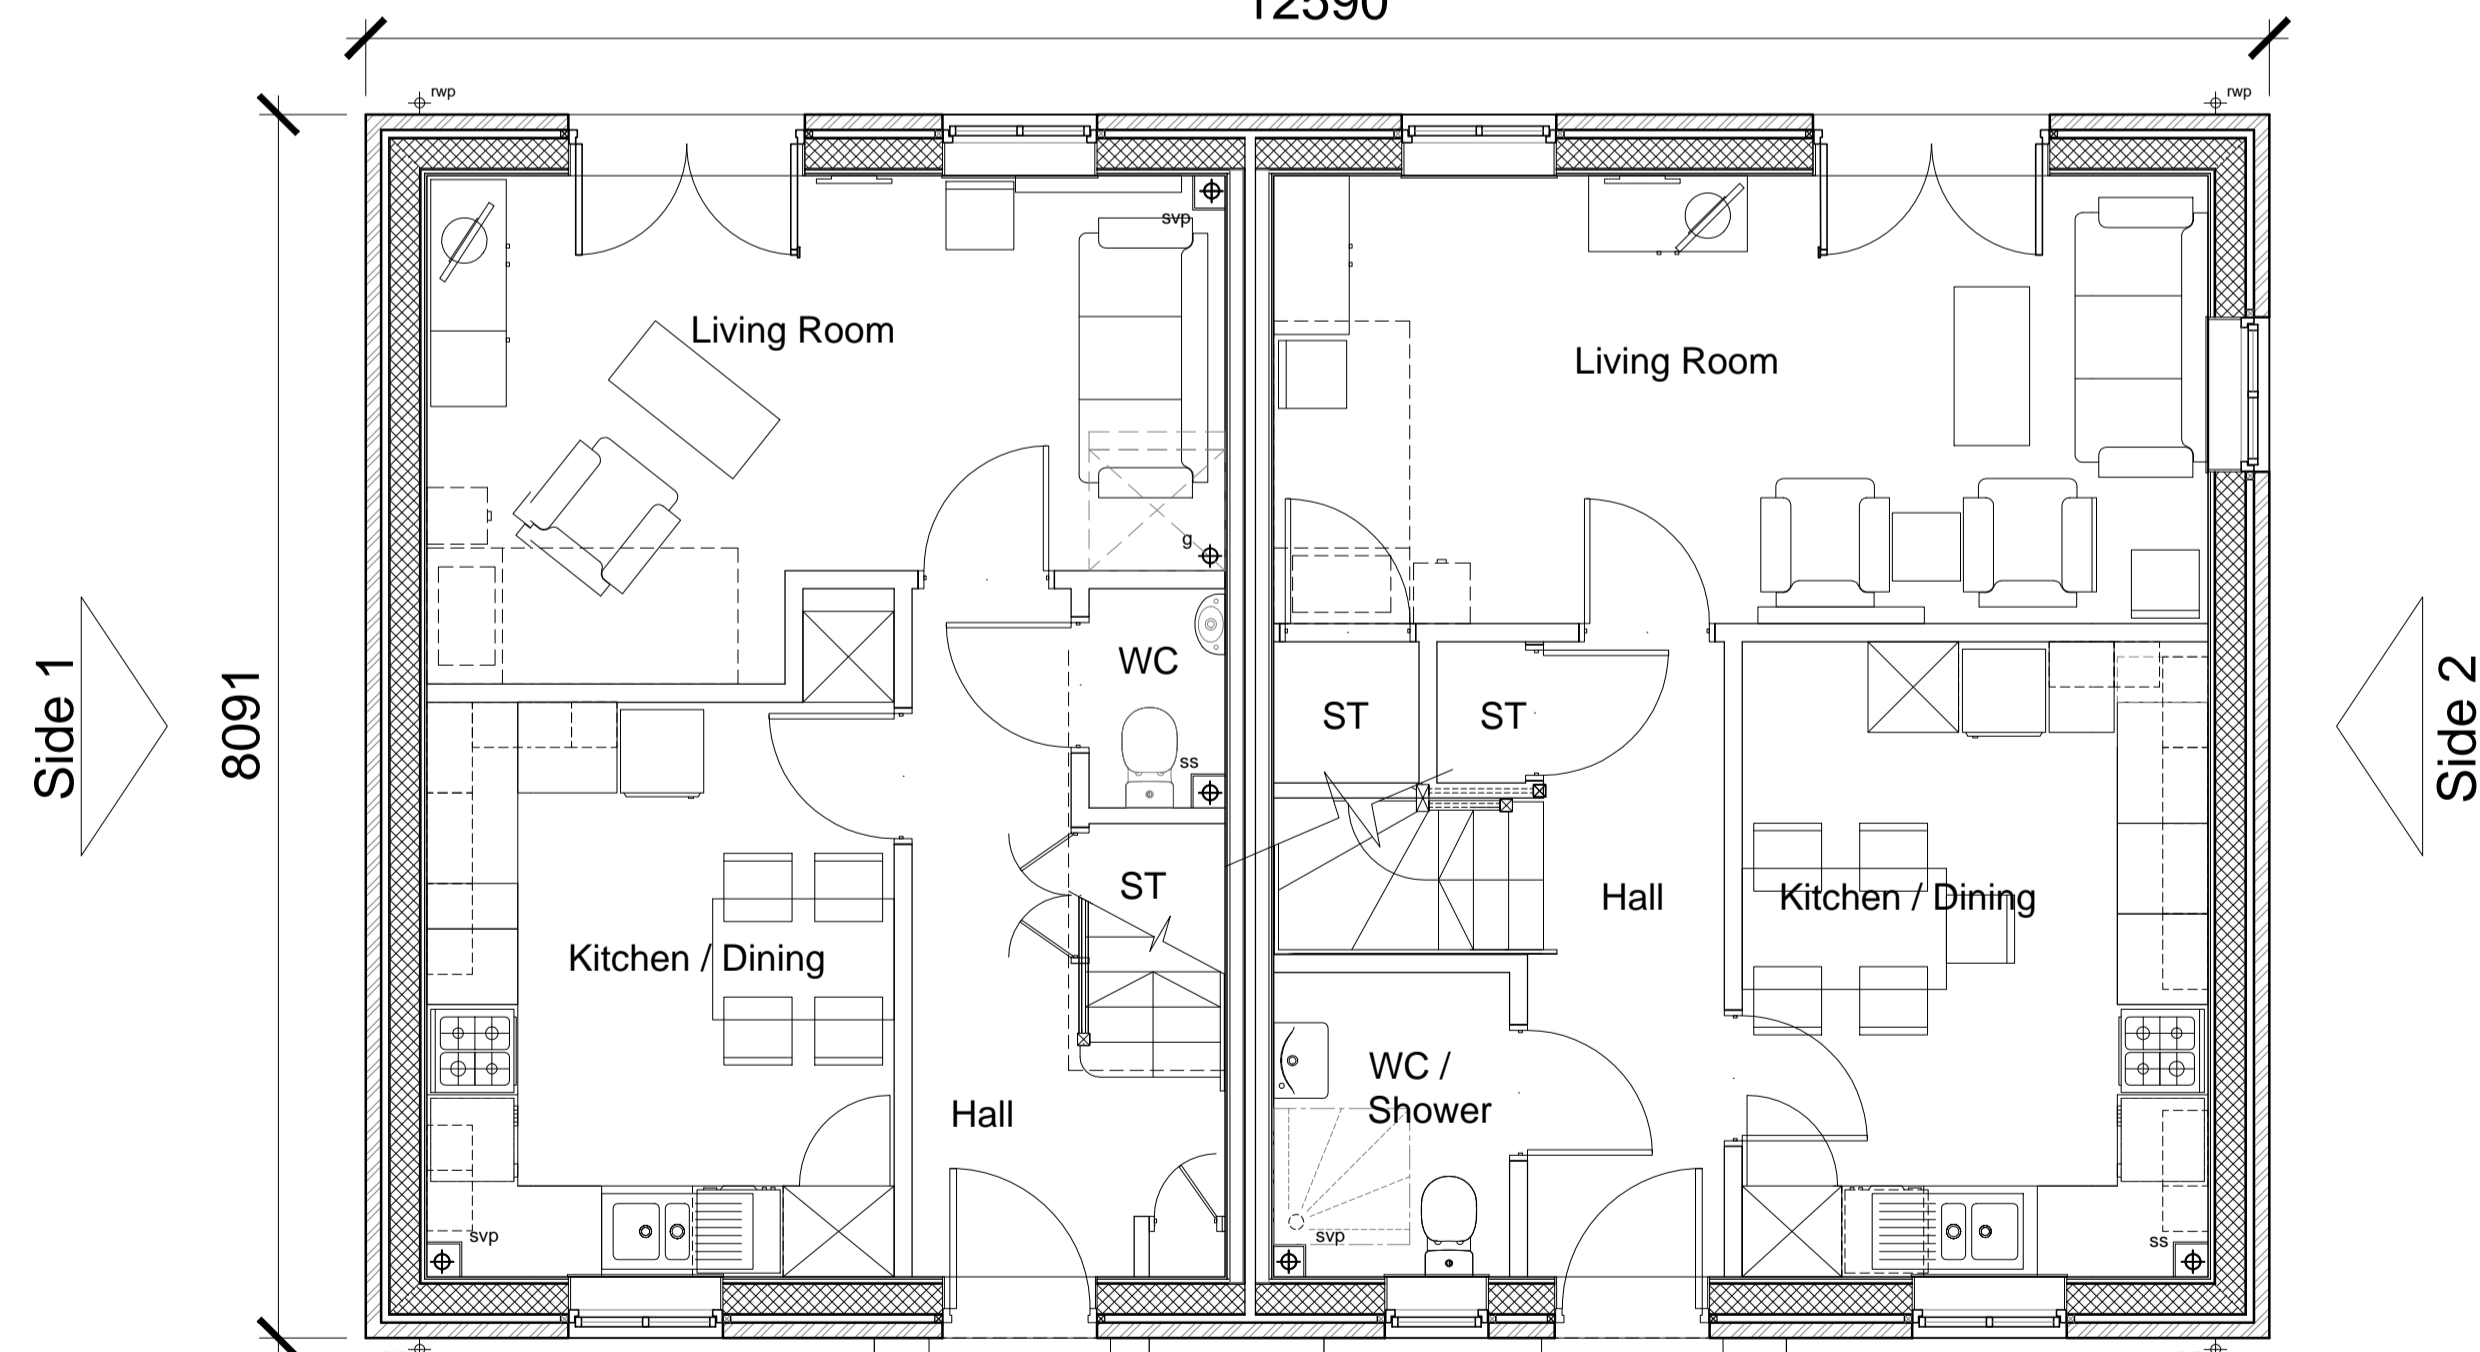 12590
rwp
rwp
svp
Living Room
Living Room
g
WC
ST
ST
Side 1
8091
Side 2
ss
ST
Hall
Kitchen / Dining
Kitchen / Dining
WC /
Shower
Hall
svp
svp
ss